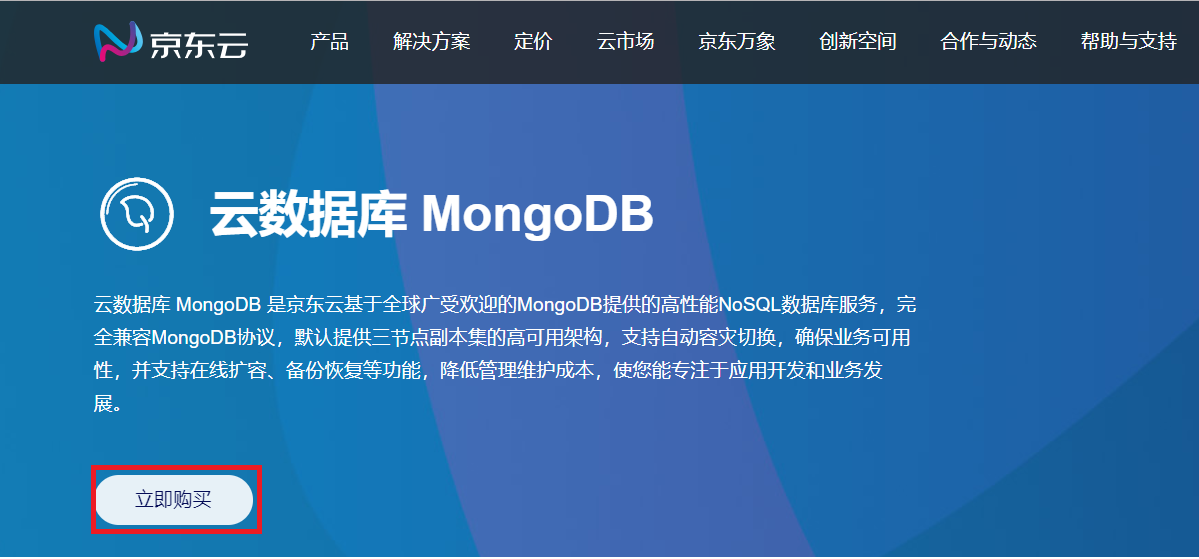 京东云 产品 解决方案 定价 云市场 京东万象 创新空间 合作与动态 帮助与支持
云数据库 MongoDB
云数据库 MongoDB 是京东云基于全球广受欢迎的MongoDB提供的高性能NoSQL数据库服务，完
全兼容MongoDB协议，默认提供三节点副本集的高可用架构，支持自动容灾切换，确保业务可用
性，并支持在线扩容、备份恢复等功能，降低管理维护成本，使您能专注于应用开发和业务发
展。
立即购买